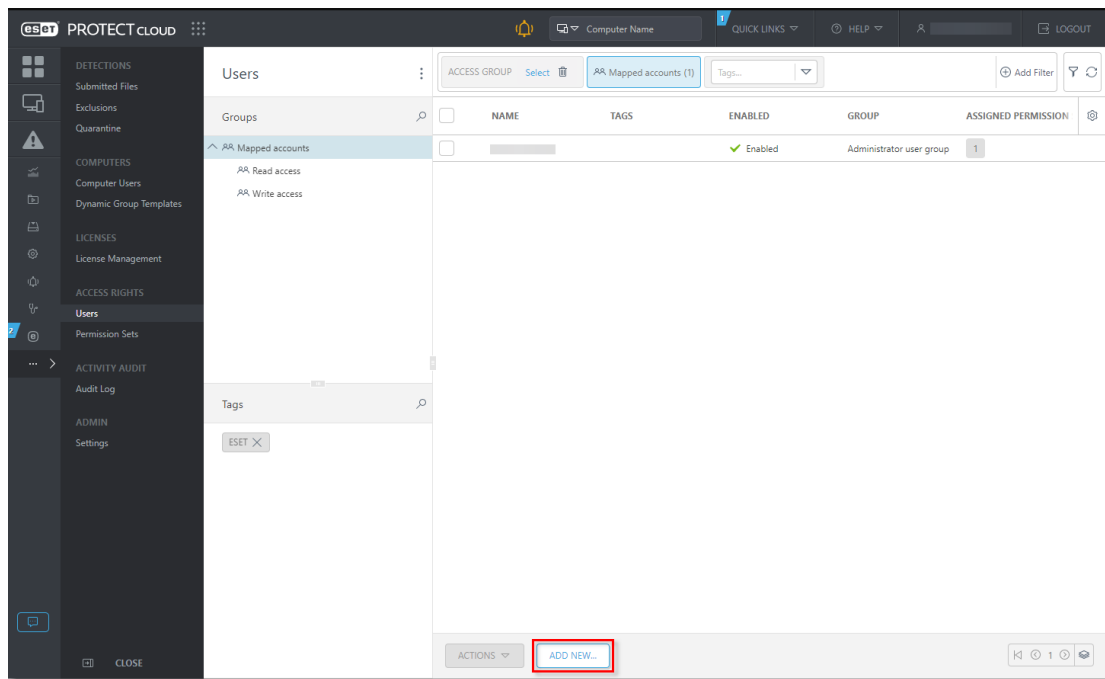 eset PROTECT CLOUD
Computer Name
1
QUICK LINKS
HELP
LOGOUT
DETECTIONS
Submitted Files
Exclusions
Quarantine
COMPUTERS
Computer Users
Dynamic Group Templates
LICENSES
License Management
ACCESS RIGHTS
Users
Permission Sets
ACTIVITY AUDIT
Audit Log
ADMIN
Settings
CLOSE
2
Users
Groups
Mapped accounts
Read access
Write access
Tags
ESET
ACCESS GROUP Select
Mapped accounts (1)
Tags...
Add Filter
NAME TAGS ENABLED GROUP ASSIGNED PERMISSION
Enabled Administrator user group 1
ACTIONS
ADD NEW...
1